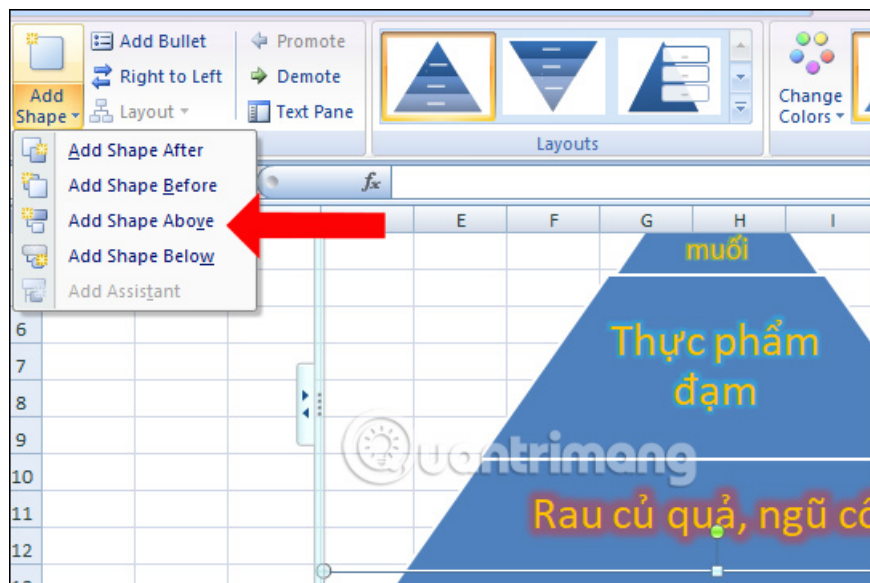 Add Bullet
Promote
Right to Left
Demote
Add
Shape
Layout
Text Pane
Change
Colors
Layouts
Add Shape After
Add Shape Before
Add Shape Above
Add Shape Below
Add Assistant
fx
E F G H I
muối
6
Thực phẩm
đạm
7
8
9
Quantrimang
10
11
Rau củ quả, ngũ cố
12